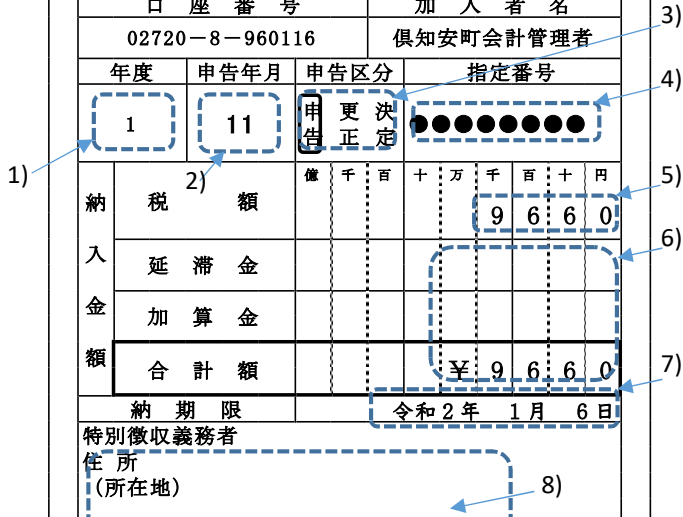 口座番号 加入者名
02720－8－960116 倶知安町会計管理者
3)
年度 申告年月 申告区分 指定番号
4)
1 11 申告 更正 決定 ●●●●●●●●
1) 2)
億 千 百 十 万 千 百 十 円
5)
納入金額
税額 9 6 6 0
6)
延滞金
加算金
7)
合計額 ￥ 9 6 6 0
納期限 令和2年 1月 6日
特別徴収義務者
住所
(所在地) 8)